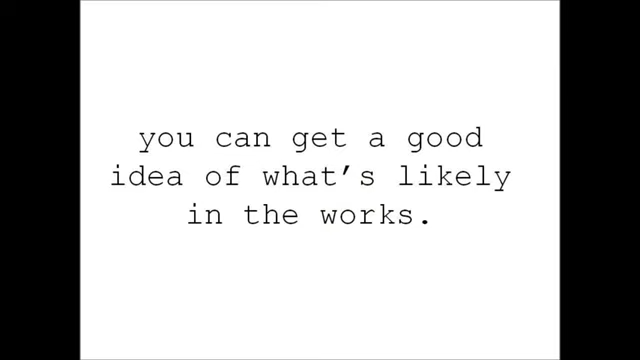 you can get a good
idea of what’s likely
in the works.